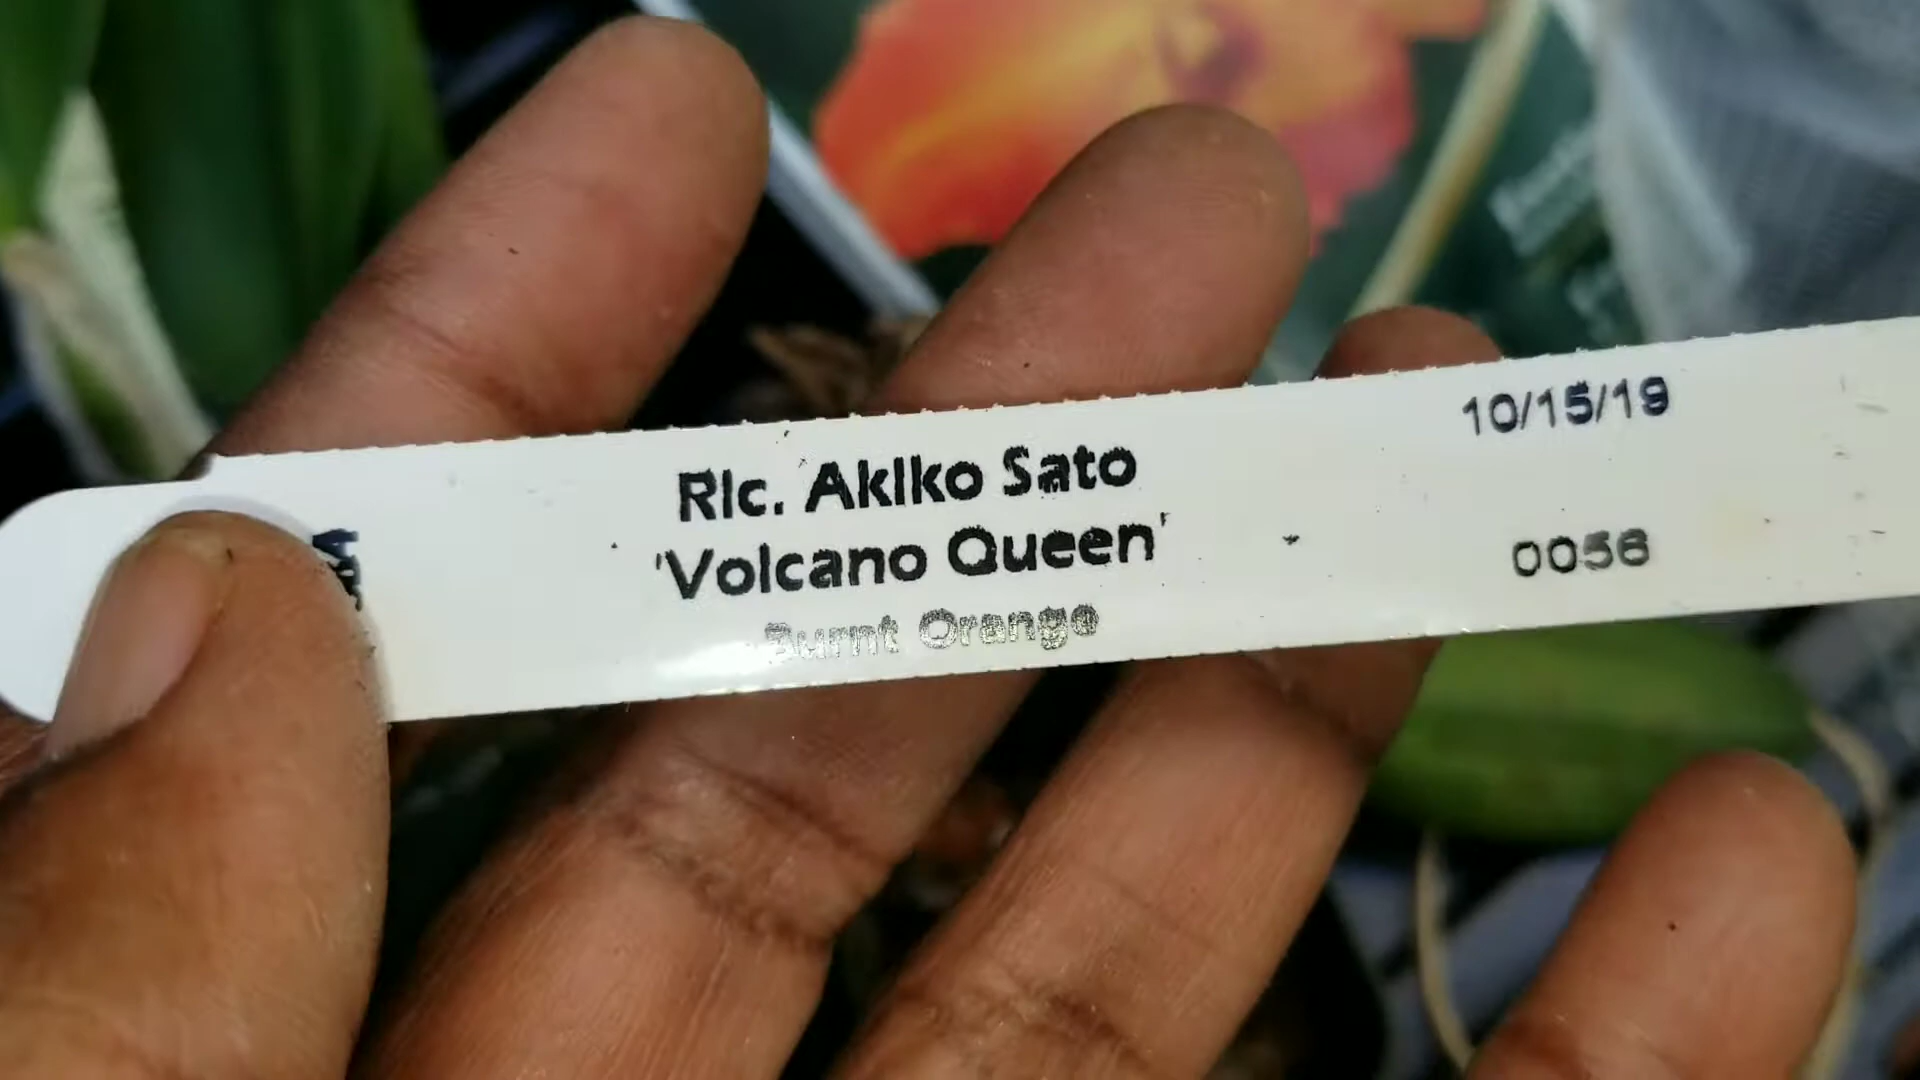 Rlc. Akiko Sato
'Volcano Queen'
Burnt Orange
10/15/19
0056